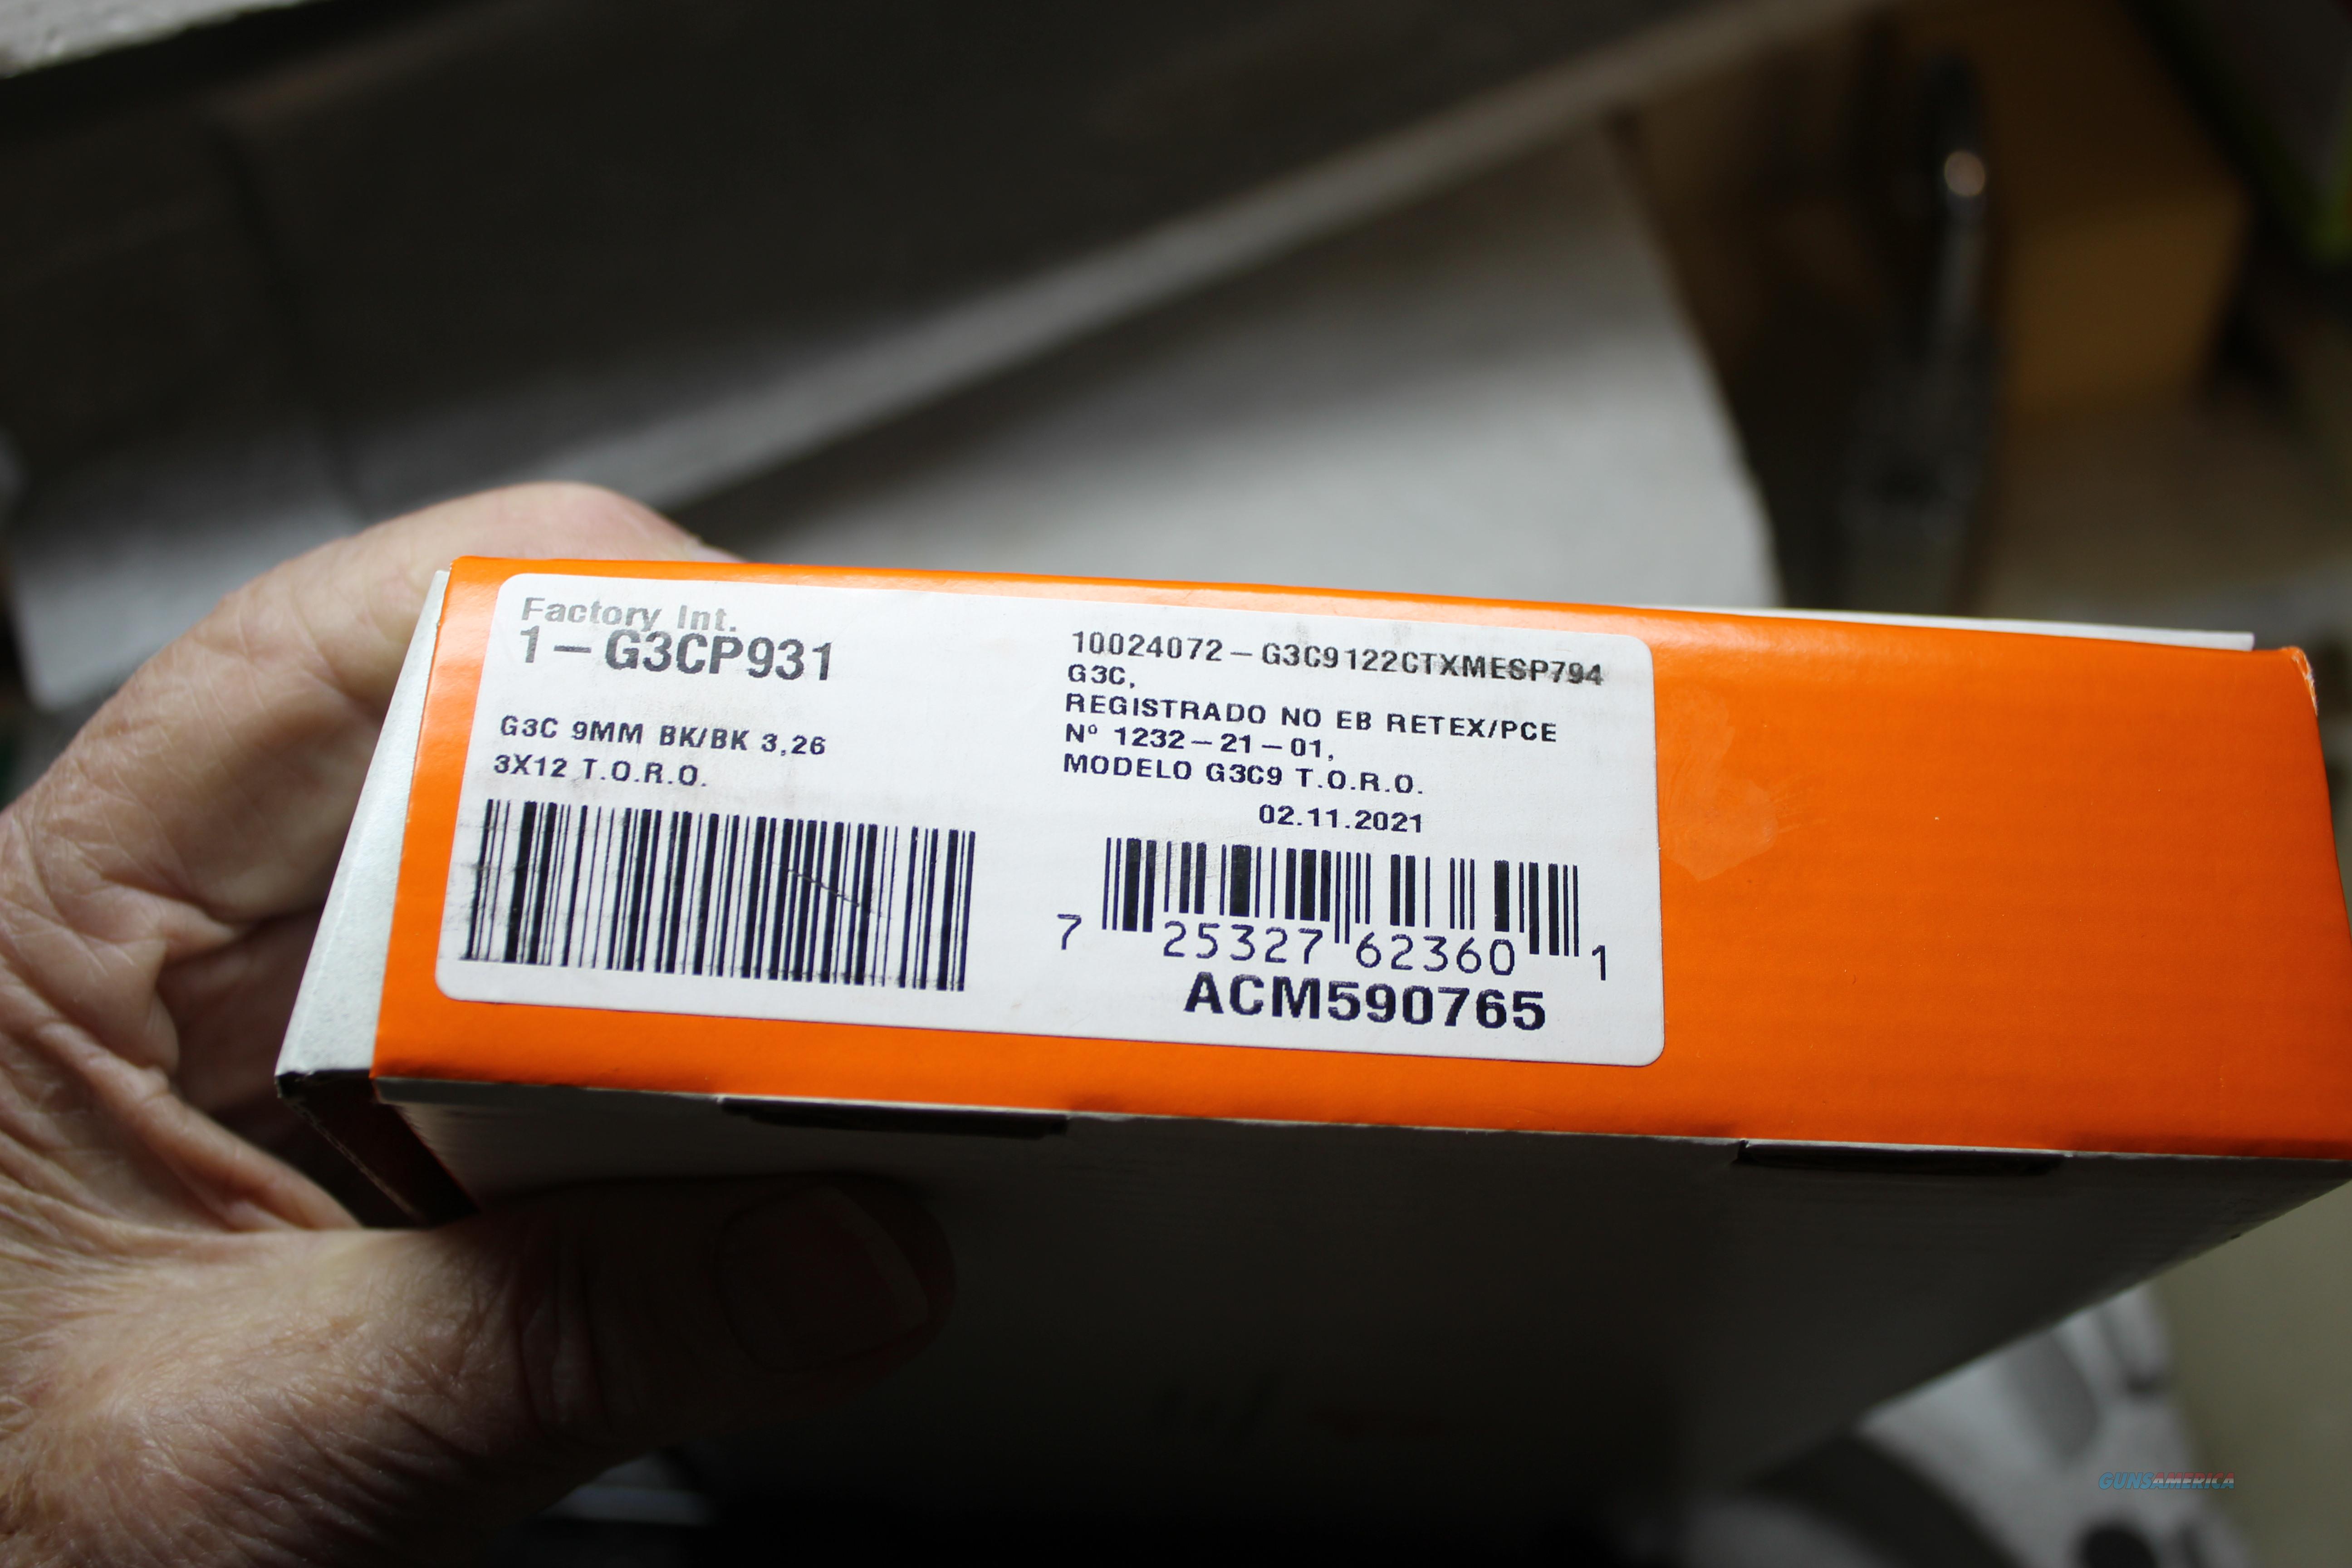 Factory Int.
1-G3CP931
G3C 9MM BK/BK 3,26
3X12 T.O.R.O.
10024072-G3C9122CTXMESP794
G3C,
REGISTRADO NO EB RETEX/PCE
Nº 1232-21-01,
MODELO G3C9 T.O.R.O.
02.11.2021
7 25327 62360 1
ACM590765
GUNSAMERICA